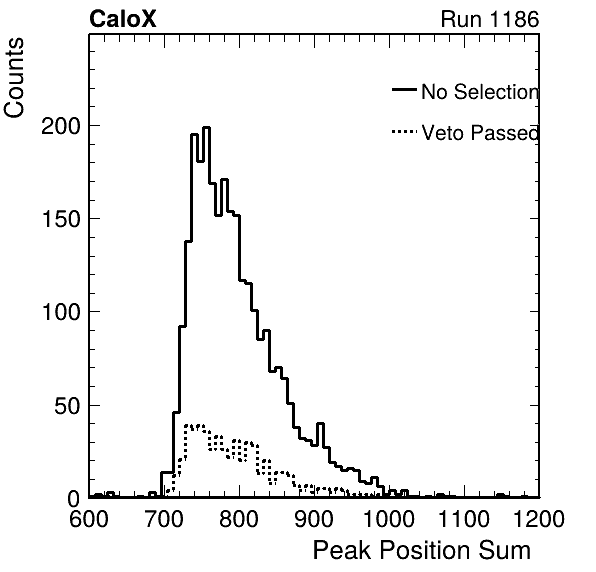 CaloX Run 1186
Counts
No Selection
Veto Passed
200
150
100
50
0
600 700 800 900 1000 1100 1200
Peak Position Sum